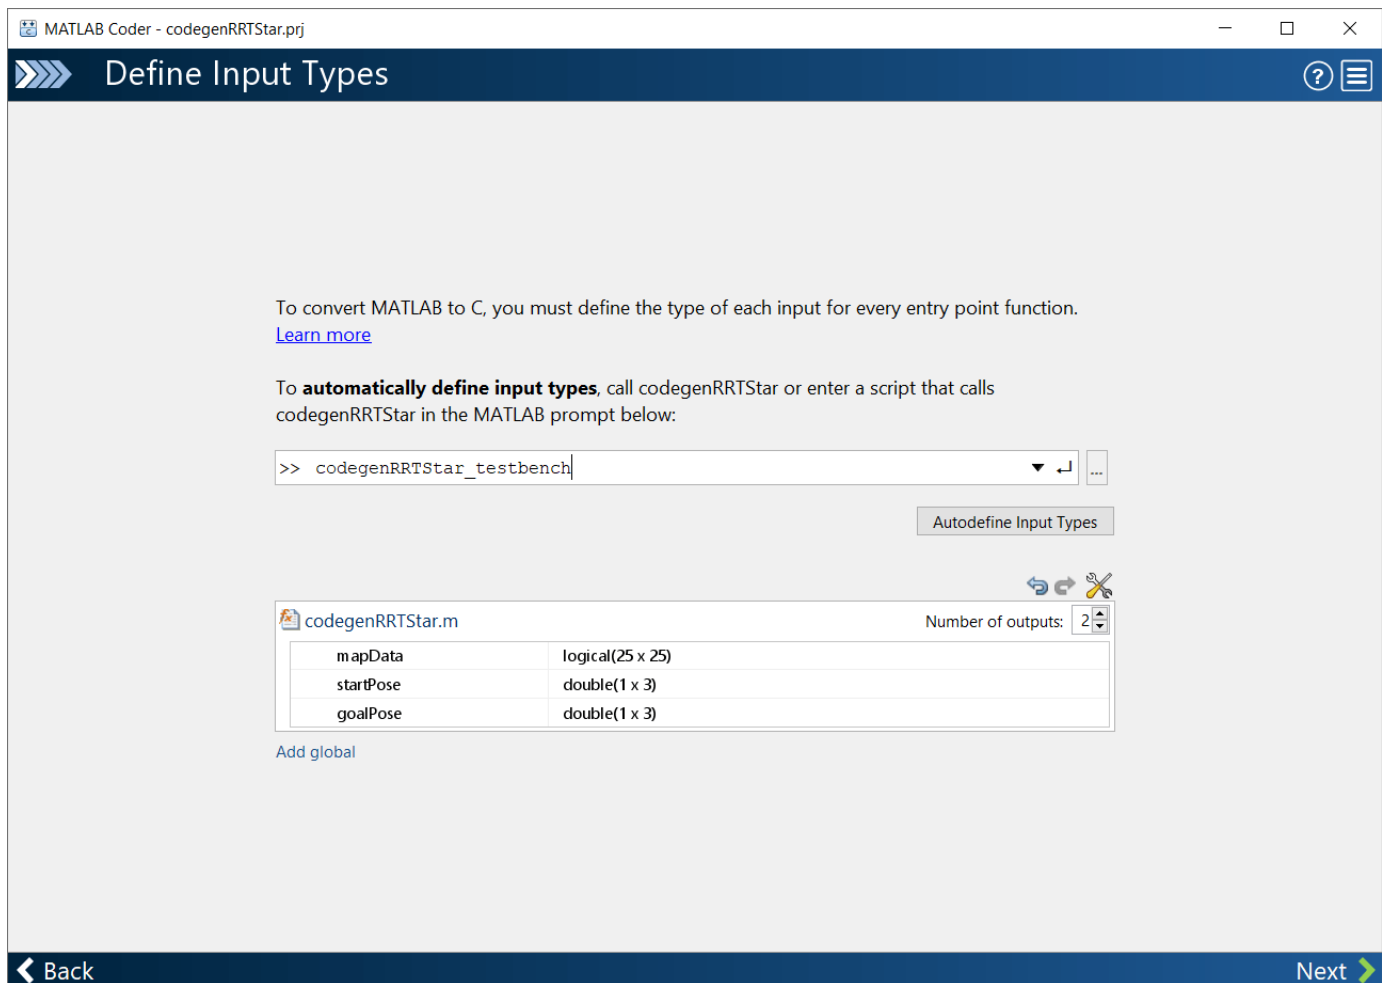 MATLAB Coder - codegenRRTStar.prj
Define Input Types
To convert MATLAB to C, you must define the type of each input for every entry point function.
Learn more
To automatically define input types, call codegenRRTStar or enter a script that calls
codegenRRTStar in the MATLAB prompt below:
>> codegenRRTStar_testbench
...
Autodefine Input Types
codegenRRTStar.m Number of outputs: 2
mapData logical(25 x 25)
startPose double(1 x 3)
goalPose double(1 x 3)
Add global
Back Next